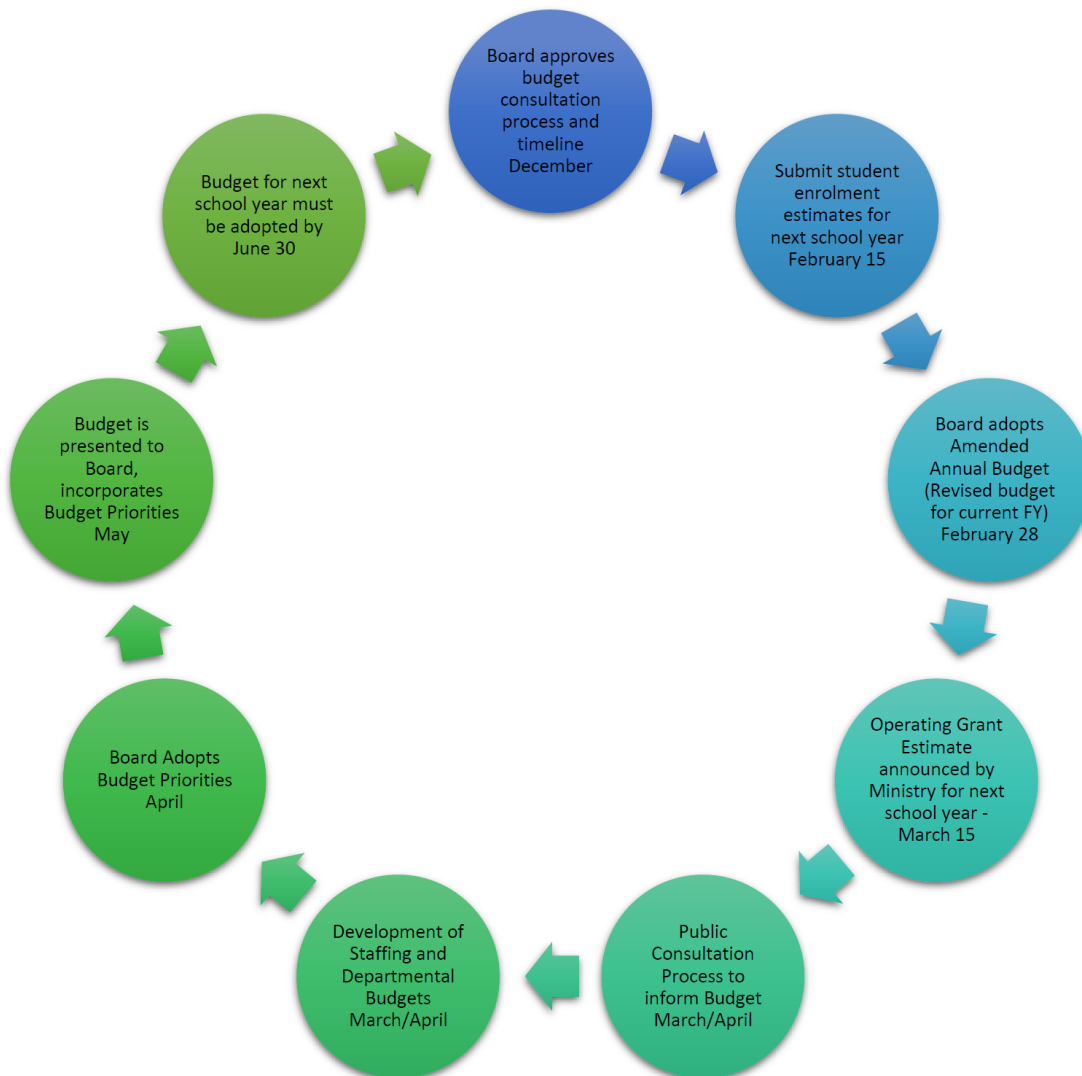 Board approves
budget
consultation
process and
timeline
December
Submit student
enrolment
estimates for
next school year
February 15
Board adopts
Amended
Annual Budget
(Revised budget
for current FY)
February 28
Operating Grant
Estimate
announced by
Ministry for next
school year -
March 15
Public
Consultation
Process to
inform Budget
March/April
Development of
Staffing and
Departmental
Budgets
March/April
Board Adopts
Budget Priorities
April
Budget is
presented to
Board,
incorporates
Budget Priorities
May
Budget for next
school year must
be adopted by
June 30